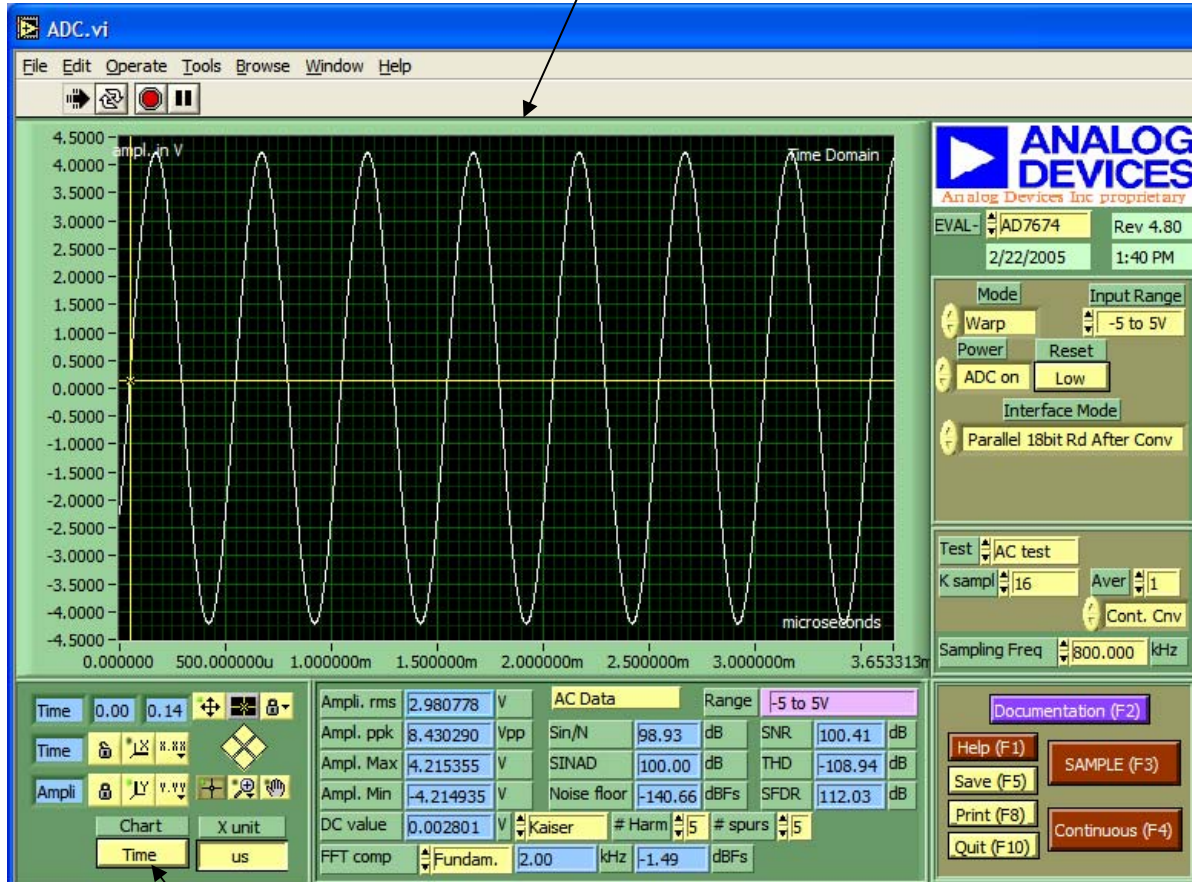 ADC.vi
File Edit Operate Tools Browse Window Help
4.5000
4.0000
3.5000
3.0000
2.5000
2.0000
1.5000
1.0000
0.5000
0.0000
-0.5000
-1.0000
-1.5000
-2.0000
-2.5000
-3.0000
-3.5000
-4.0000
-4.5000
ampl. in V
Time Domain
microseconds
0.000000 500.000000u 1.000000m 1.500000m 2.000000m 2.500000m 3.000000m 3.653313m
ANALOG
DEVICES
Analog Devices Inc proprietary
EVAL- AD7674 Rev 4.80
2/22/2005 1:40 PM
Mode Input Range
Warp -5 to 5V
Power Reset
ADC on Low
Interface Mode
Parallel 18bit Rd After Conv
Test AC test
K sampl 16 Aver 1
Cont. Cnv
Sampling Freq 800.000 kHz
Time 0.00 0.14
Time X.XX
Ampli Y.YY
Chart X unit
Time us
Ampli. rms 2.980778 V AC Data Range -5 to 5V
Ampl. ppk 8.430290 Vpp Sin/N 98.93 dB SNR 100.41 dB
Ampl. Max 4.215355 V SINAD 100.00 dB THD -108.94 dB
Ampl. Min -4.214935 V Noise floor -140.66 dBFs SFDR 112.03 dB
DC value 0.002801 V Kaiser # Harm 5 # spurs 5
FFT comp Fundam. 2.00 kHz -1.49 dBFs
Documentation (F2)
Help (F1)
SAMPLE (F3)
Save (F5)
Print (F8)
Continuous (F4)
Quit (F10)